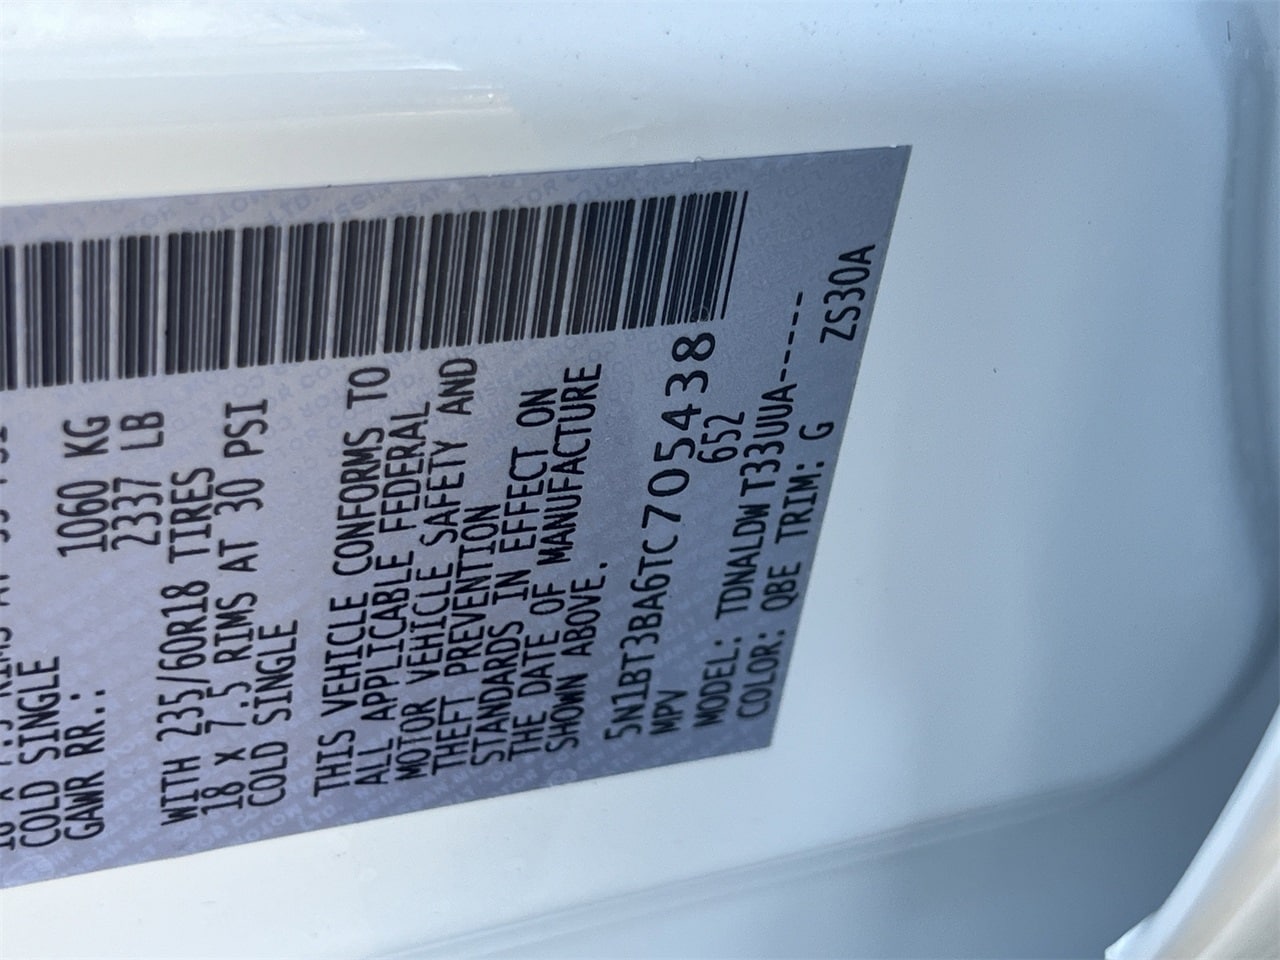 COLD SINGLE
GAWR RR.: 1060 KG
2337 LB
WITH 235/60R18 TIRES
18 X 7.5 RIMS AT 30 PSI
COLD SINGLE
THIS VEHICLE CONFORMS TO
ALL APPLICABLE FEDERAL
MOTOR VEHICLE SAFETY AND
THEFT PREVENTION
STANDARDS IN EFFECT ON
THE DATE OF MANUFACTURE
SHOWN ABOVE.
5N1BT3BA6TC705438
MPV 652
MODEL: TDNALDW T33UUA-----
COLOR: QBE TRIM: G ZS30A